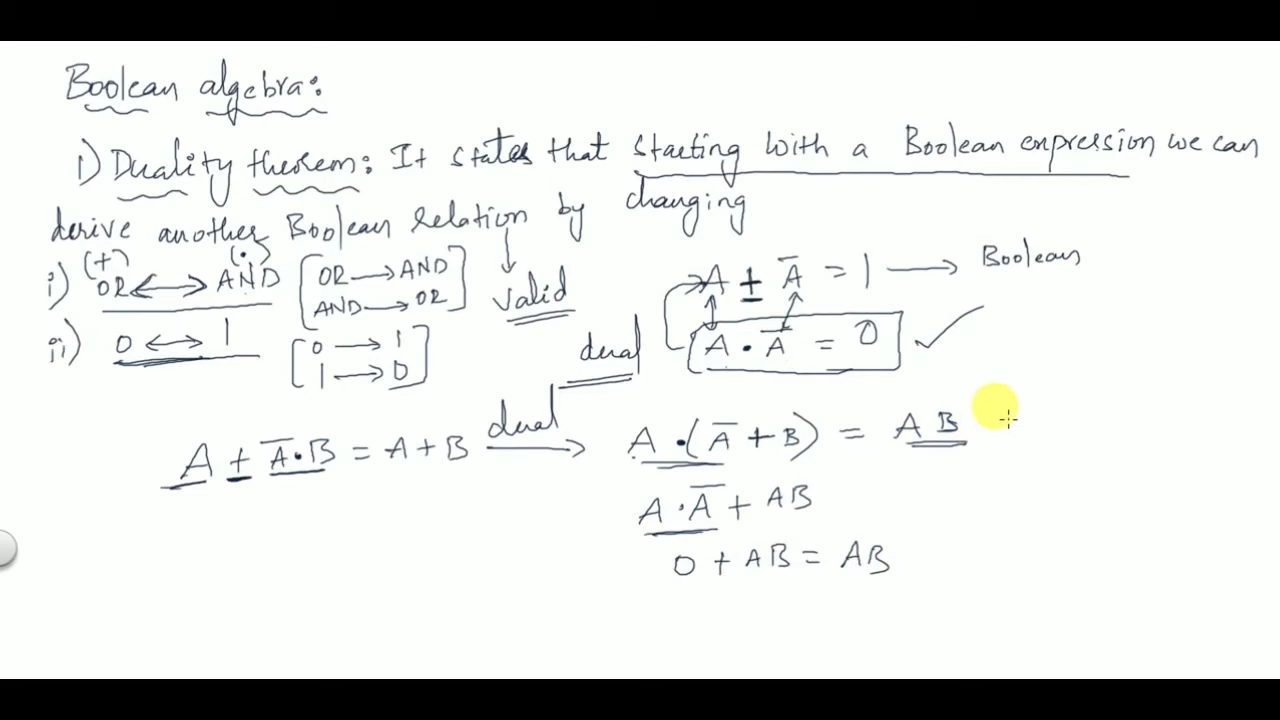 Boolean algebra:
i) Duality theorem: It states that starting with a Boolean expression we can
derive another Boolean relation by changing
(+) (·)
i) OR ↔ AND [OR → AND
AND → OR] valid
ii) 0 ↔ 1 [0 → 1
1 → 0]
A + A̅ = 1 → Boolean
dual A · A̅ = 0 ✓
A + A̅·B = A + B dual → A · (A̅ + B) = A B
A · A̅ + AB
0 + AB = AB